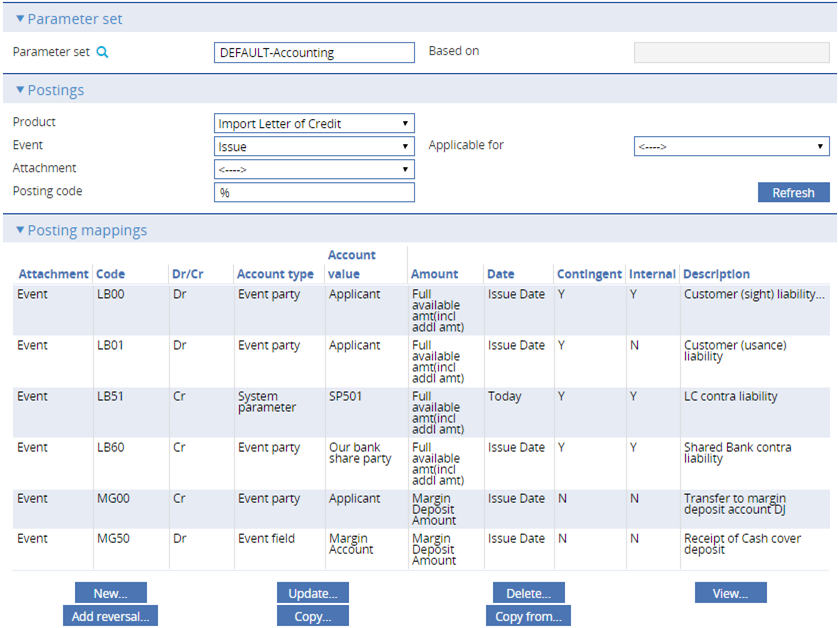 Parameter set
Parameter set DEFAULT-Accounting Based on
Postings
Product Import Letter of Credit
Event Issue Applicable for <---->
Attachment <---->
Posting code % Refresh
Posting mappings
Attachment Code Dr/Cr Account type Account value Amount Date Contingent Internal Description
Event LB00 Dr Event party Applicant Full available amt(incl addl amt) Issue Date Y Y Customer (sight) liability...
Event LB01 Dr Event party Applicant Full available amt(incl addl amt) Issue Date Y N Customer (usance) liability
Event LB51 Cr System parameter SP501 Full available amt(incl addl amt) Today Y Y LC contra liability
Event LB60 Cr Event party Our bank share party Full available amt(incl addl amt) Issue Date Y Y Shared Bank contra liability
Event MG00 Cr Event party Applicant Margin Deposit Amount Issue Date N N Transfer to margin deposit account DJ
Event MG50 Dr Event field Margin Account Margin Deposit Amount Issue Date N N Receipt of Cash cover deposit
New... Update... Delete... View...
Add reversal... Copy... Copy from...